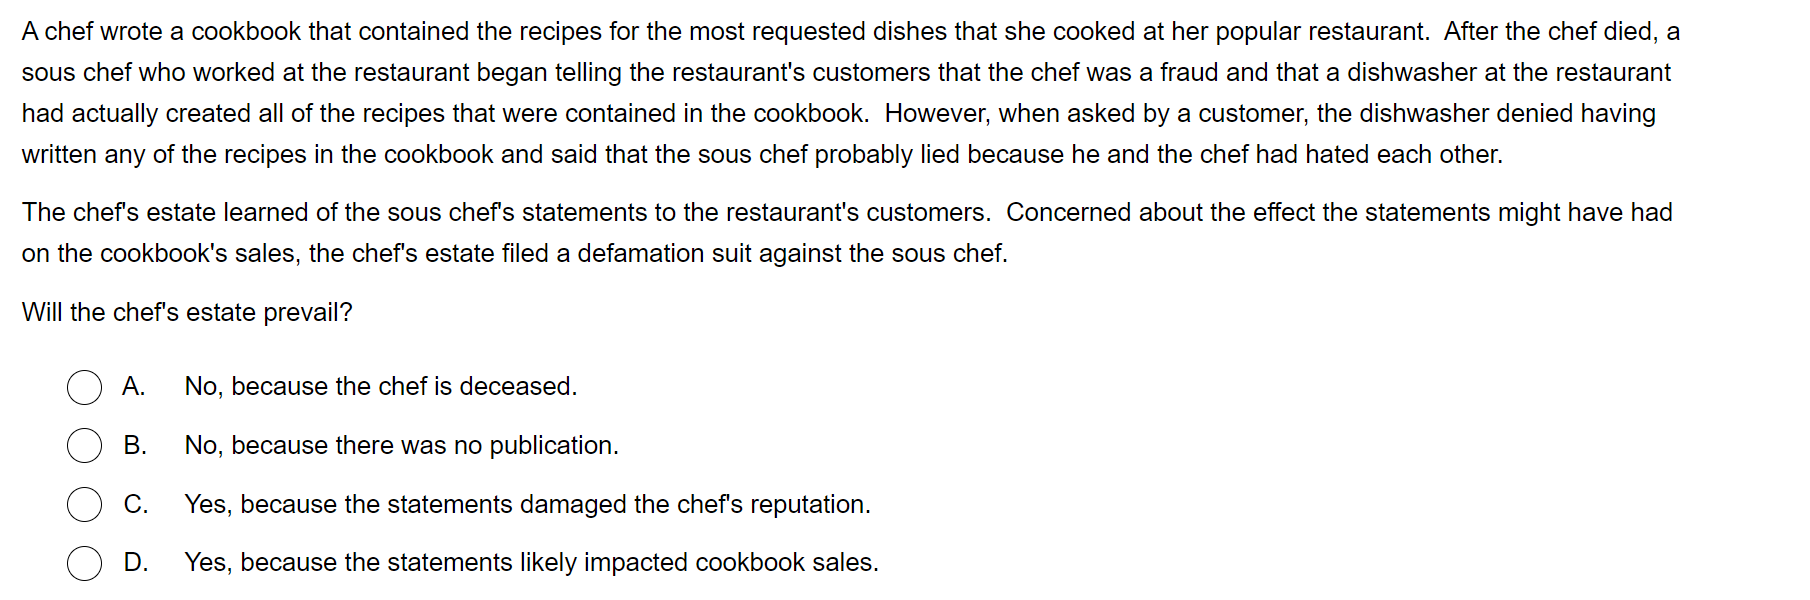 A chef wrote a cookbook that contained the recipes for the most requested dishes that she cooked at her popular restaurant.  After the chef died, a
sous chef who worked at the restaurant began telling the restaurant's customers that the chef was a fraud and that a dishwasher at the restaurant
had actually created all of the recipes that were contained in the cookbook.  However, when asked by a customer, the dishwasher denied having
written any of the recipes in the cookbook and said that the sous chef probably lied because he and the chef had hated each other.
The chef's estate learned of the sous chef's statements to the restaurant's customers.  Concerned about the effect the statements might have had
on the cookbook's sales, the chef's estate filed a defamation suit against the sous chef.
Will the chef's estate prevail?
A. No, because the chef is deceased.
B. No, because there was no publication.
C. Yes, because the statements damaged the chef's reputation.
D. Yes, because the statements likely impacted cookbook sales.